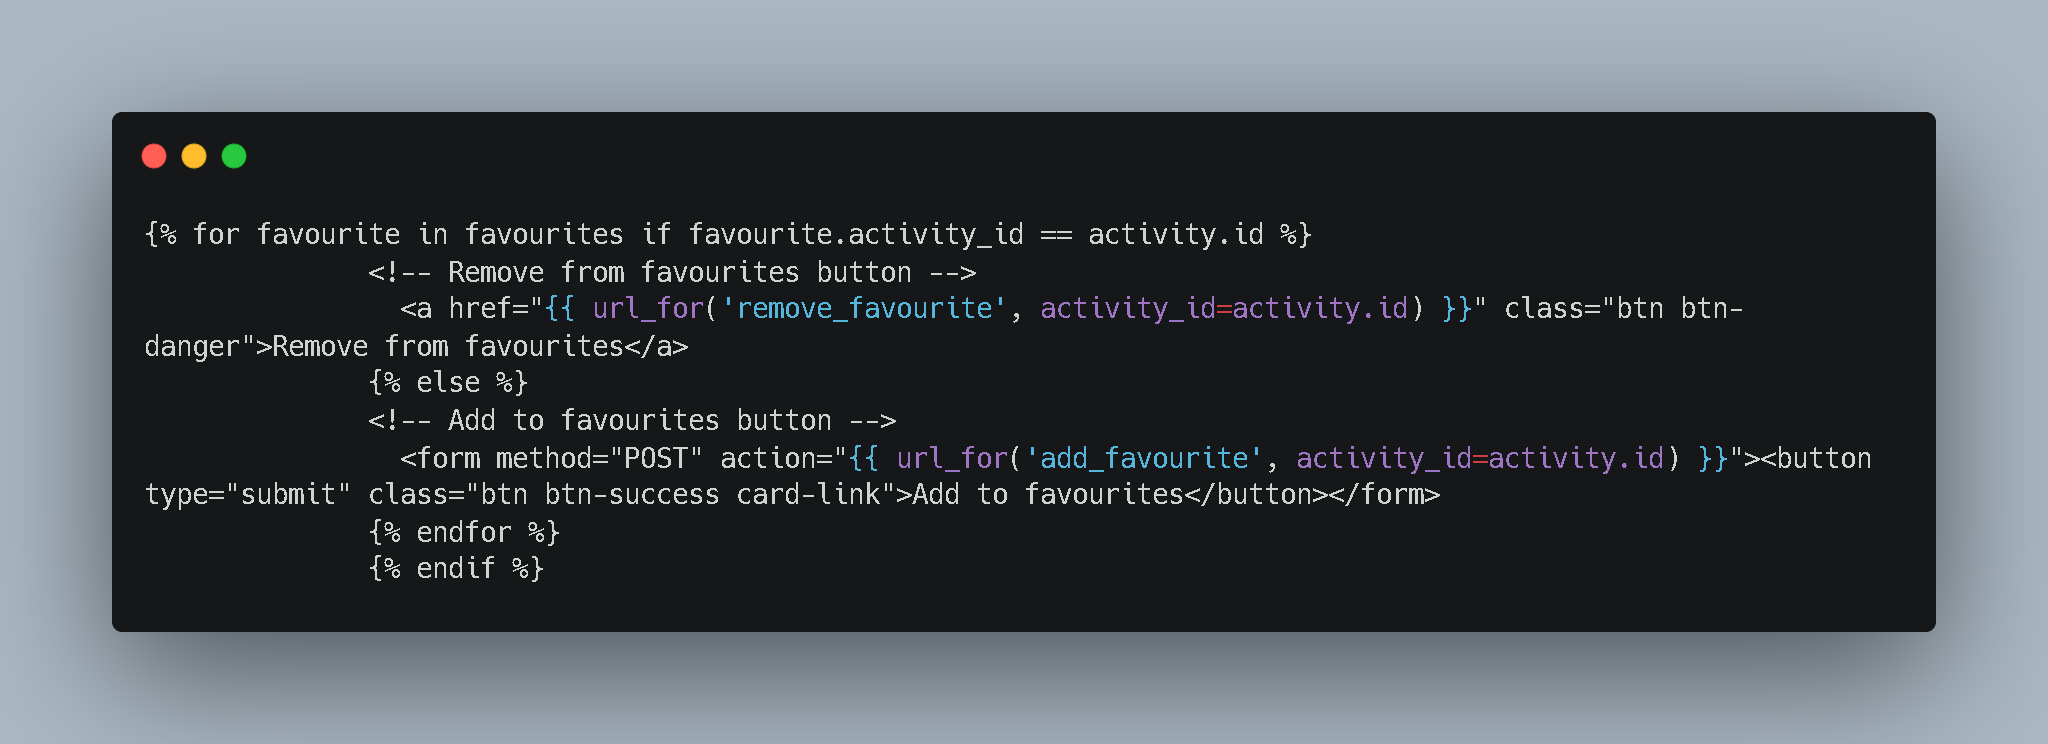 {% for favourite in favourites if favourite.activity_id == activity.id %}
<!-- Remove from favourites button -->
<a href="{{ url_for('remove_favourite', activity_id=activity.id) }}" class="btn btn-
danger">Remove from favourites</a>
{% else %}
<!-- Add to favourites button -->
<form method="POST" action="{{ url_for('add_favourite', activity_id=activity.id) }}"><button
type="submit" class="btn btn-success card-link">Add to favourites</button></form>
{% endfor %}
{% endif %}